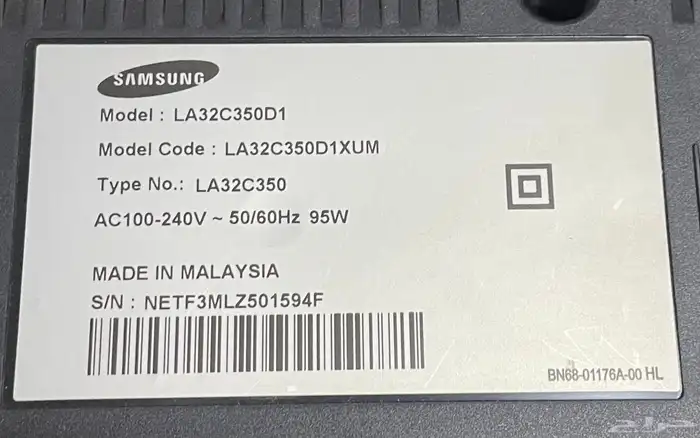 SAMSUNG
Model : LA32C350D1
Model Code : LA32C350D1XUM
Type No.: LA32C350
AC100-240V ~ 50/60Hz 95W
MADE IN MALAYSIA
S/N : NETF3MLZ501594F
BN68-01176A-00 HL
حراج